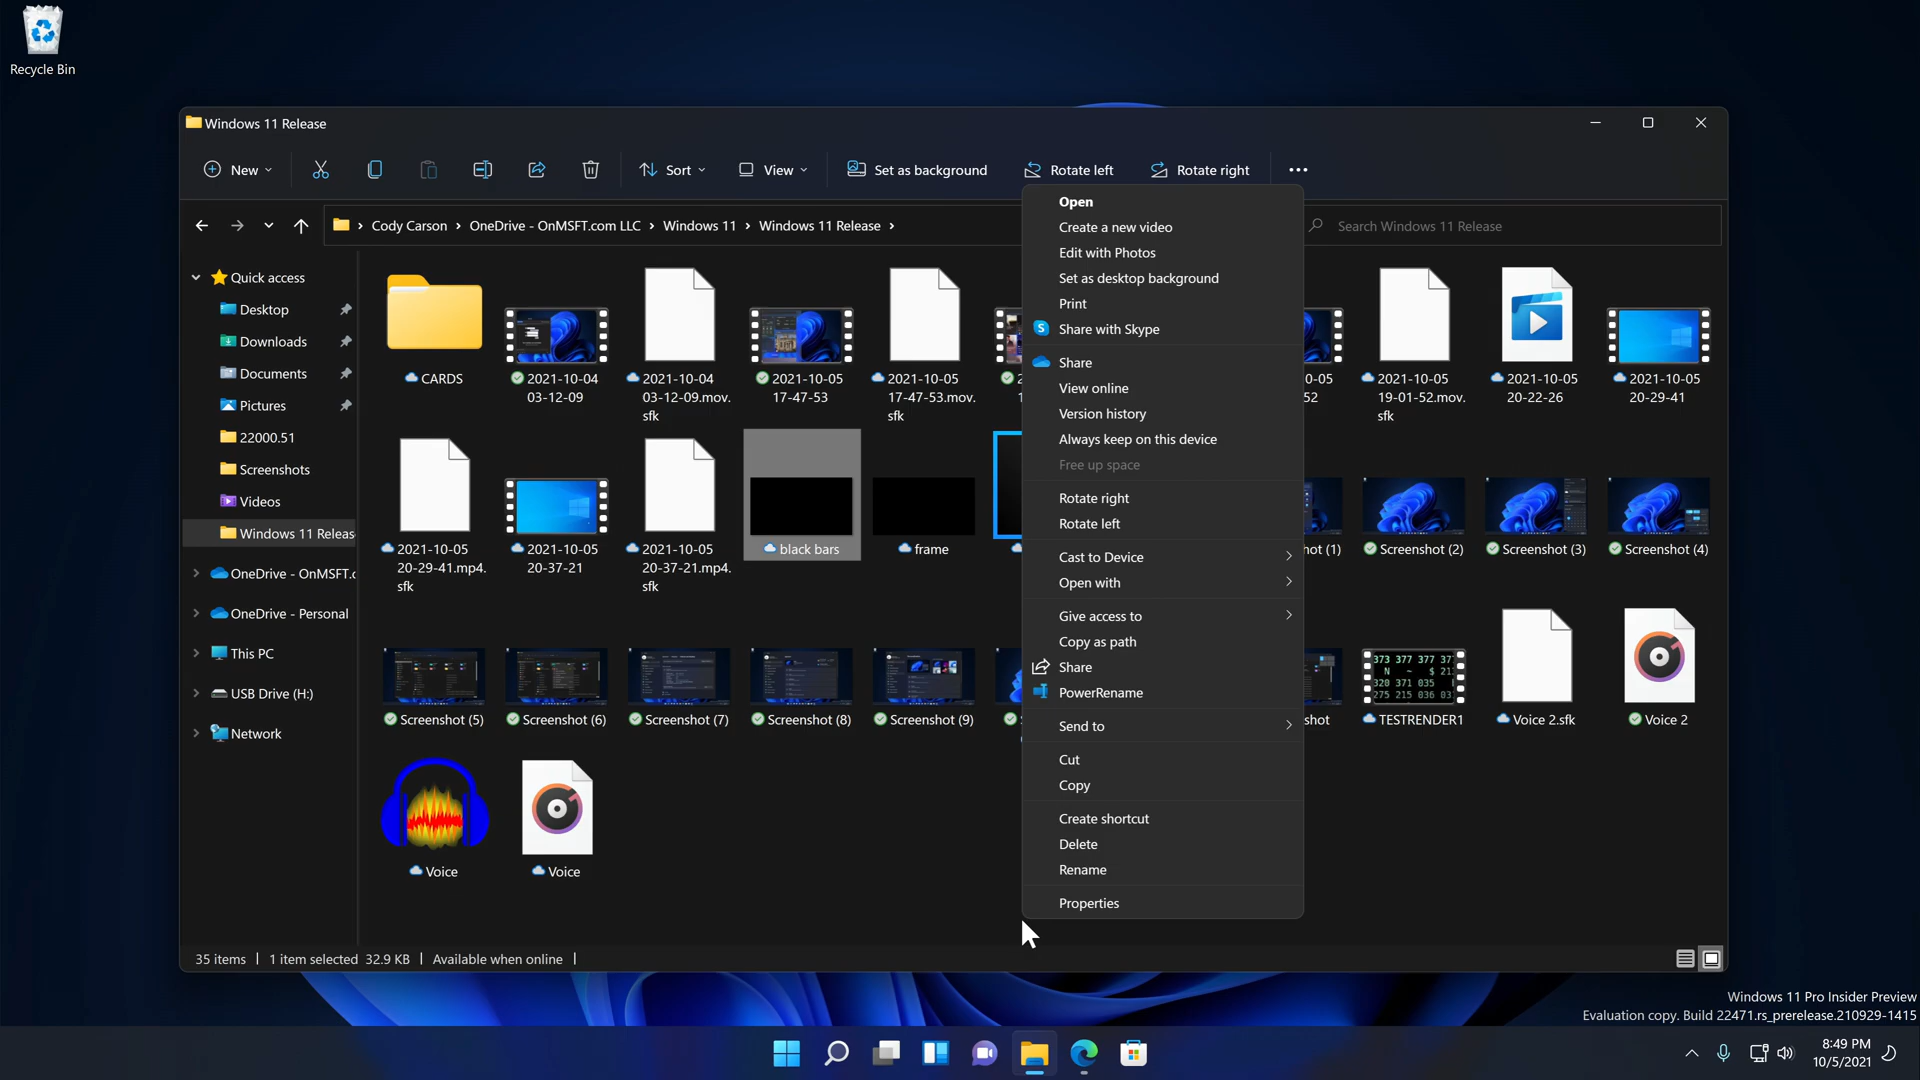 Recycle Bin
Windows 11 Release
New
Sort
View
Set as background
Rotate left
Rotate right
Cody Carson
OneDrive - OnMSFT.com LLC
Windows 11
Windows 11 Release
Search Windows 11 Release
Quick access
Desktop
Downloads
Documents
Pictures
22000.51
Screenshots
Videos
Windows 11 Releas
OneDrive - OnMSFT.c
OneDrive - Personal
This PC
USB Drive (H:)
Network
CARDS
2021-10-04
03-12-09
2021-10-04
03-12-09.mov.
sfk
2021-10-05
17-47-53
2021-10-05
17-47-53.mov.
sfk
0-05
52
2021-10-05
19-01-52.mov.
sfk
2021-10-05
20-22-26
2021-10-05
20-29-41
2021-10-05
20-29-41.mp4.
sfk
2021-10-05
20-37-21
2021-10-05
20-37-21.mp4.
sfk
black bars
frame
hot (1)
Screenshot (2)
Screenshot (3)
Screenshot (4)
Screenshot (5)
Screenshot (6)
Screenshot (7)
Screenshot (8)
Screenshot (9)
shot
TESTRENDER1
Voice 2.sfk
Voice 2
Voice
Voice
Open
Create a new video
Edit with Photos
Set as desktop background
Print
Share with Skype
Share
View online
Version history
Always keep on this device
Free up space
Rotate right
Rotate left
Cast to Device
Open with
Give access to
Copy as path
Share
PowerRename
Send to
Cut
Copy
Create shortcut
Delete
Rename
Properties
35 items
1 item selected 32.9 KB
Available when online
Windows 11 Pro Insider Preview
Evaluation copy. Build 22471.rs_prerelease.210929-1415
8:49 PM
10/5/2021